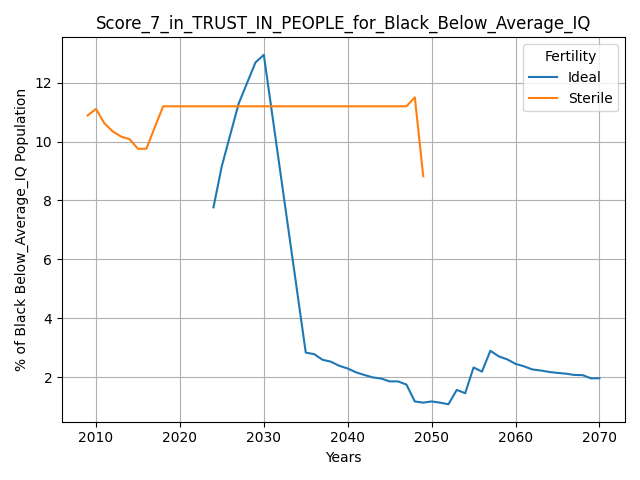 Score_7_in_TRUST_IN_PEOPLE_for_Black_Below_Average_IQ
% of Black Below_Average_IQ Population
12
10
8
6
4
2
Fertility
Ideal
Sterile
2010 2020 2030 2040 2050 2060 2070
Years